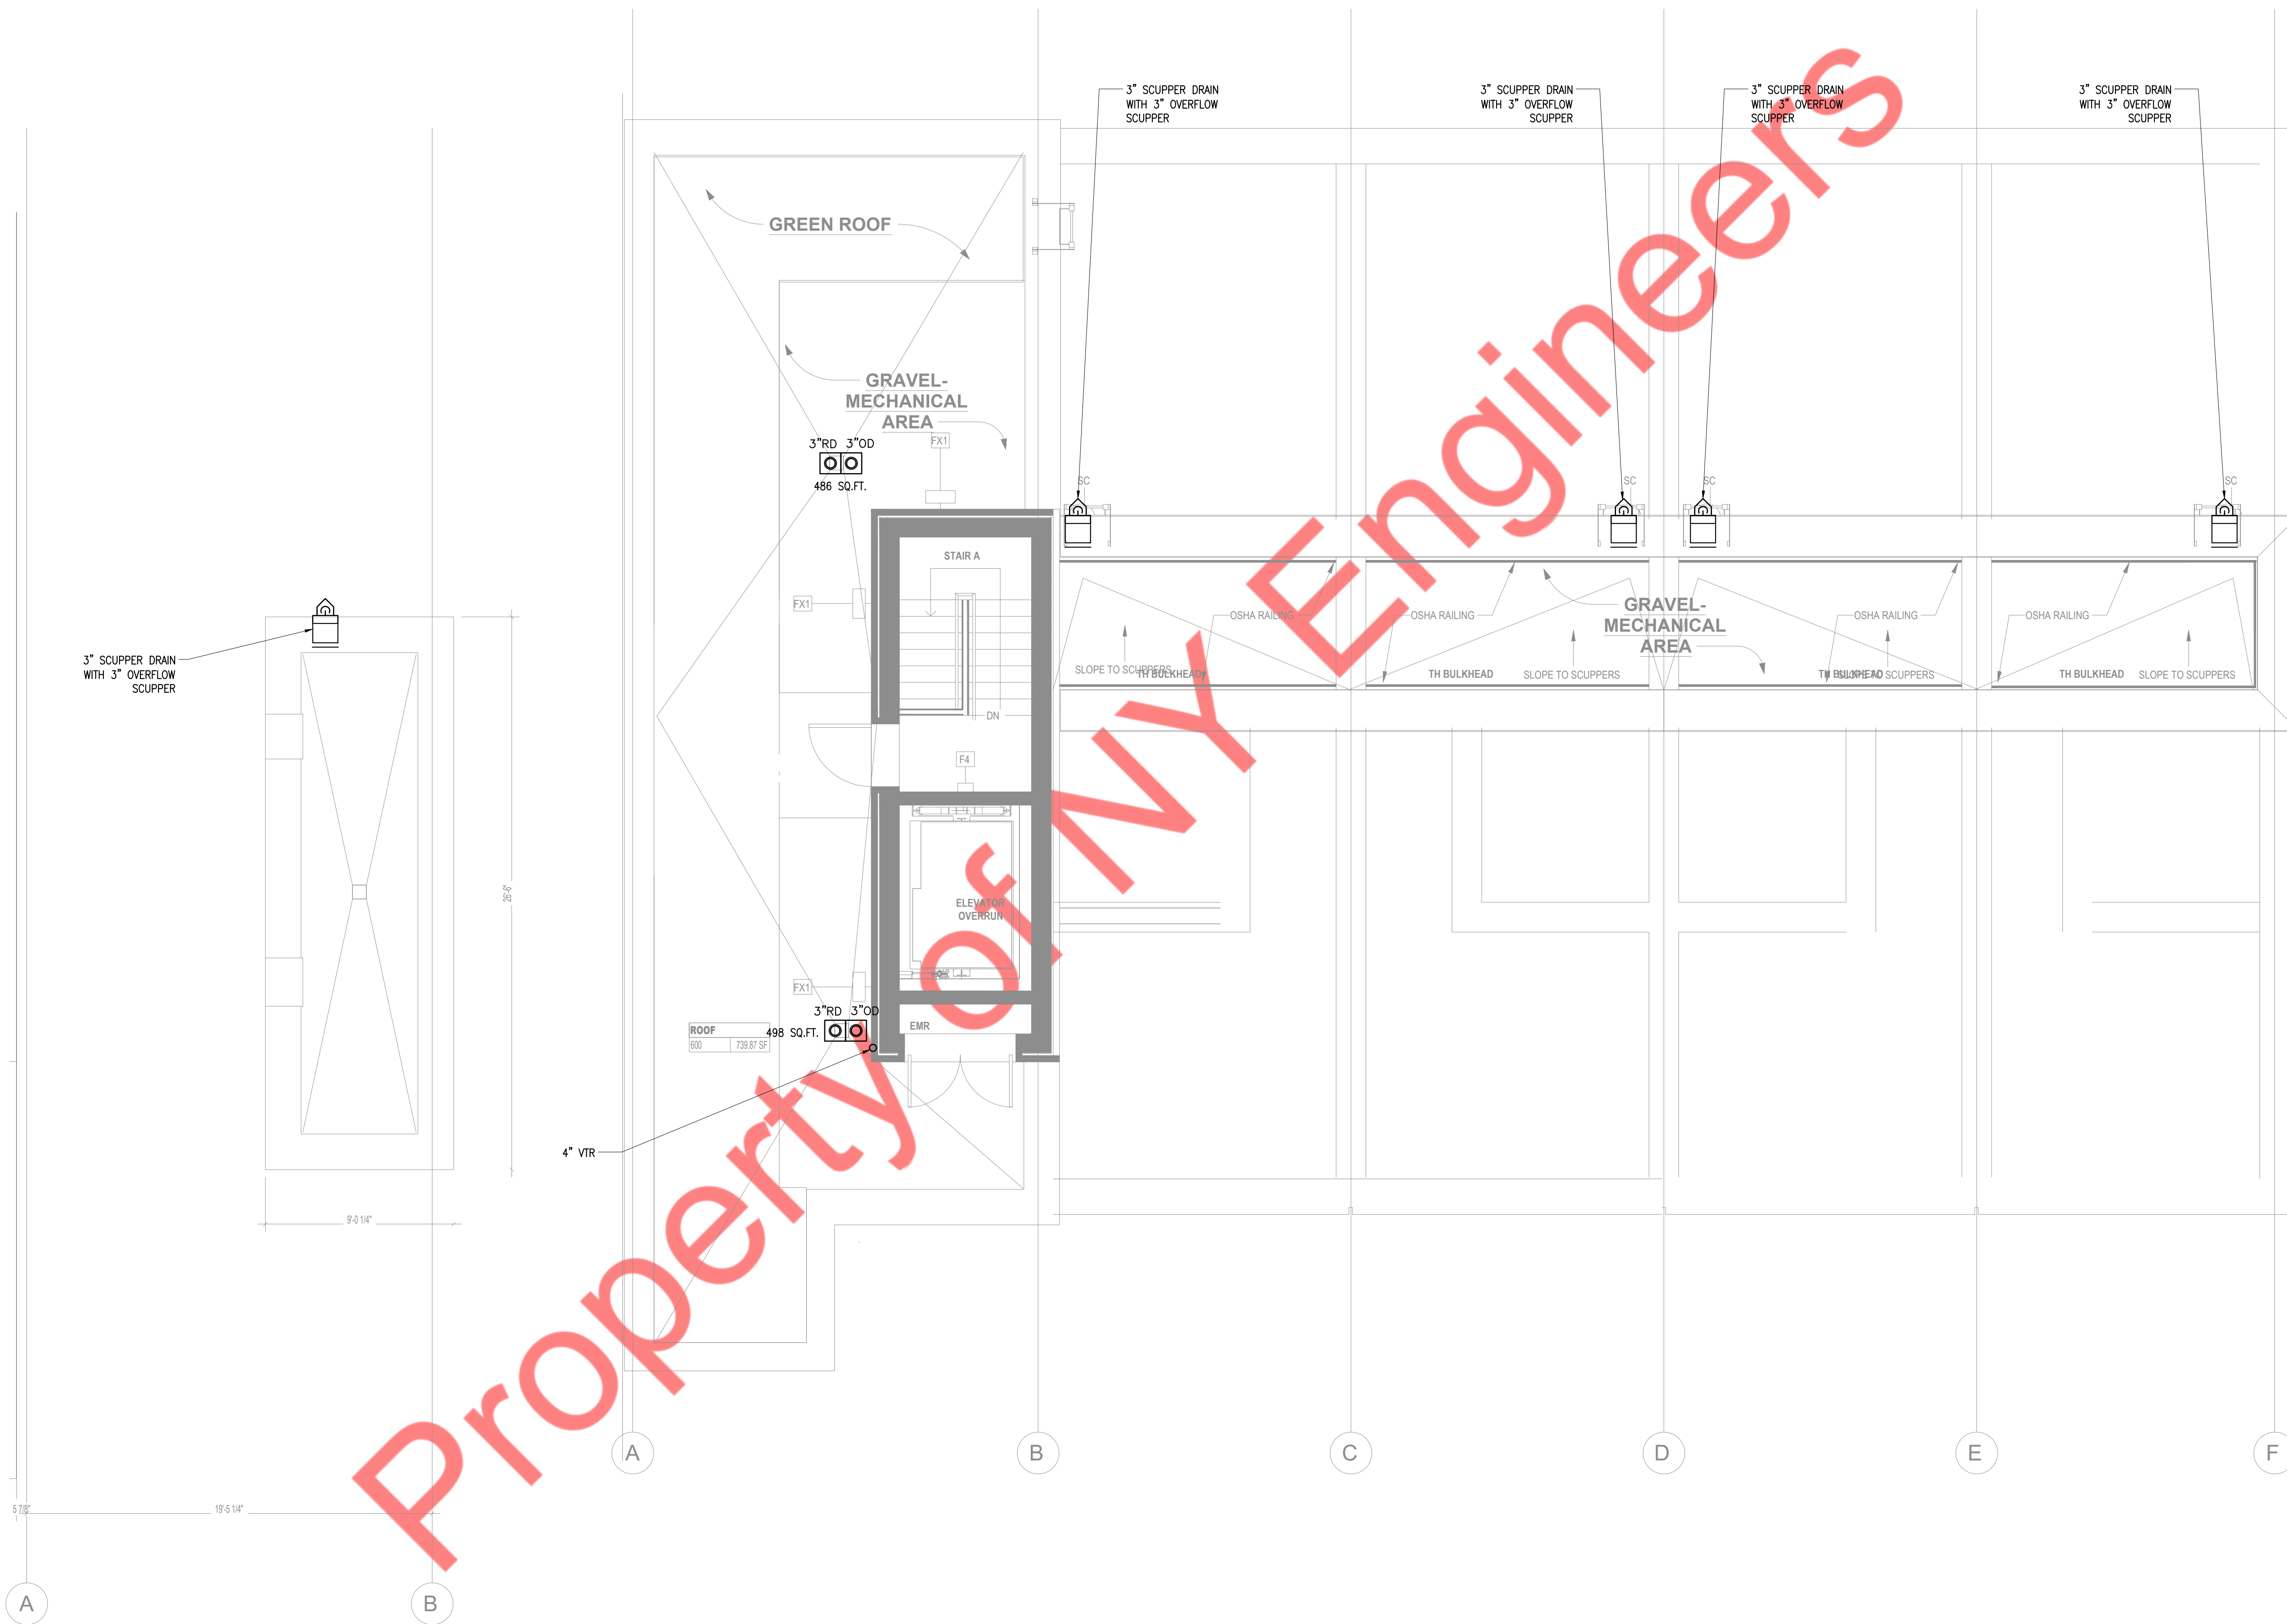 3" SCUPPER DRAIN
WITH 3" OVERFLOW
SCUPPER
3" SCUPPER DRAIN
WITH 3" OVERFLOW
SCUPPER
3" SCUPPER DRAIN
WITH 3" OVERFLOW
SCUPPER
3" SCUPPER DRAIN
WITH 3" OVERFLOW
SCUPPER
GREEN ROOF
GRAVEL-
MECHANICAL
AREA
3"RD 3"OD
FX1
486 SQ.FT.
SC
SC
SC
SC
STAIR A
FX1
3" SCUPPER DRAIN
WITH 3" OVERFLOW
SCUPPER
OSHA RAILING
OSHA RAILING
GRAVEL-
MECHANICAL
AREA
OSHA RAILING
OSHA RAILING
SLOPE TO SCUPPERS
TH BULKHEAD
TH BULKHEAD
SLOPE TO SCUPPERS
TH BULKHEAD
SLOPE TO SCUPPERS
TH BULKHEAD
SLOPE TO SCUPPERS
DN
F4
26'-6"
ELEVATOR
OVERRUN
FX1
3"RD 3"OD
498 SQ.FT.
EMR
ROOF
600 739.87 SF
4" VTR
9'-0 1/4"
A
B
C
D
E
F
5 7/8"
19'-5 1/4"
A
B
Property of NY Engineers